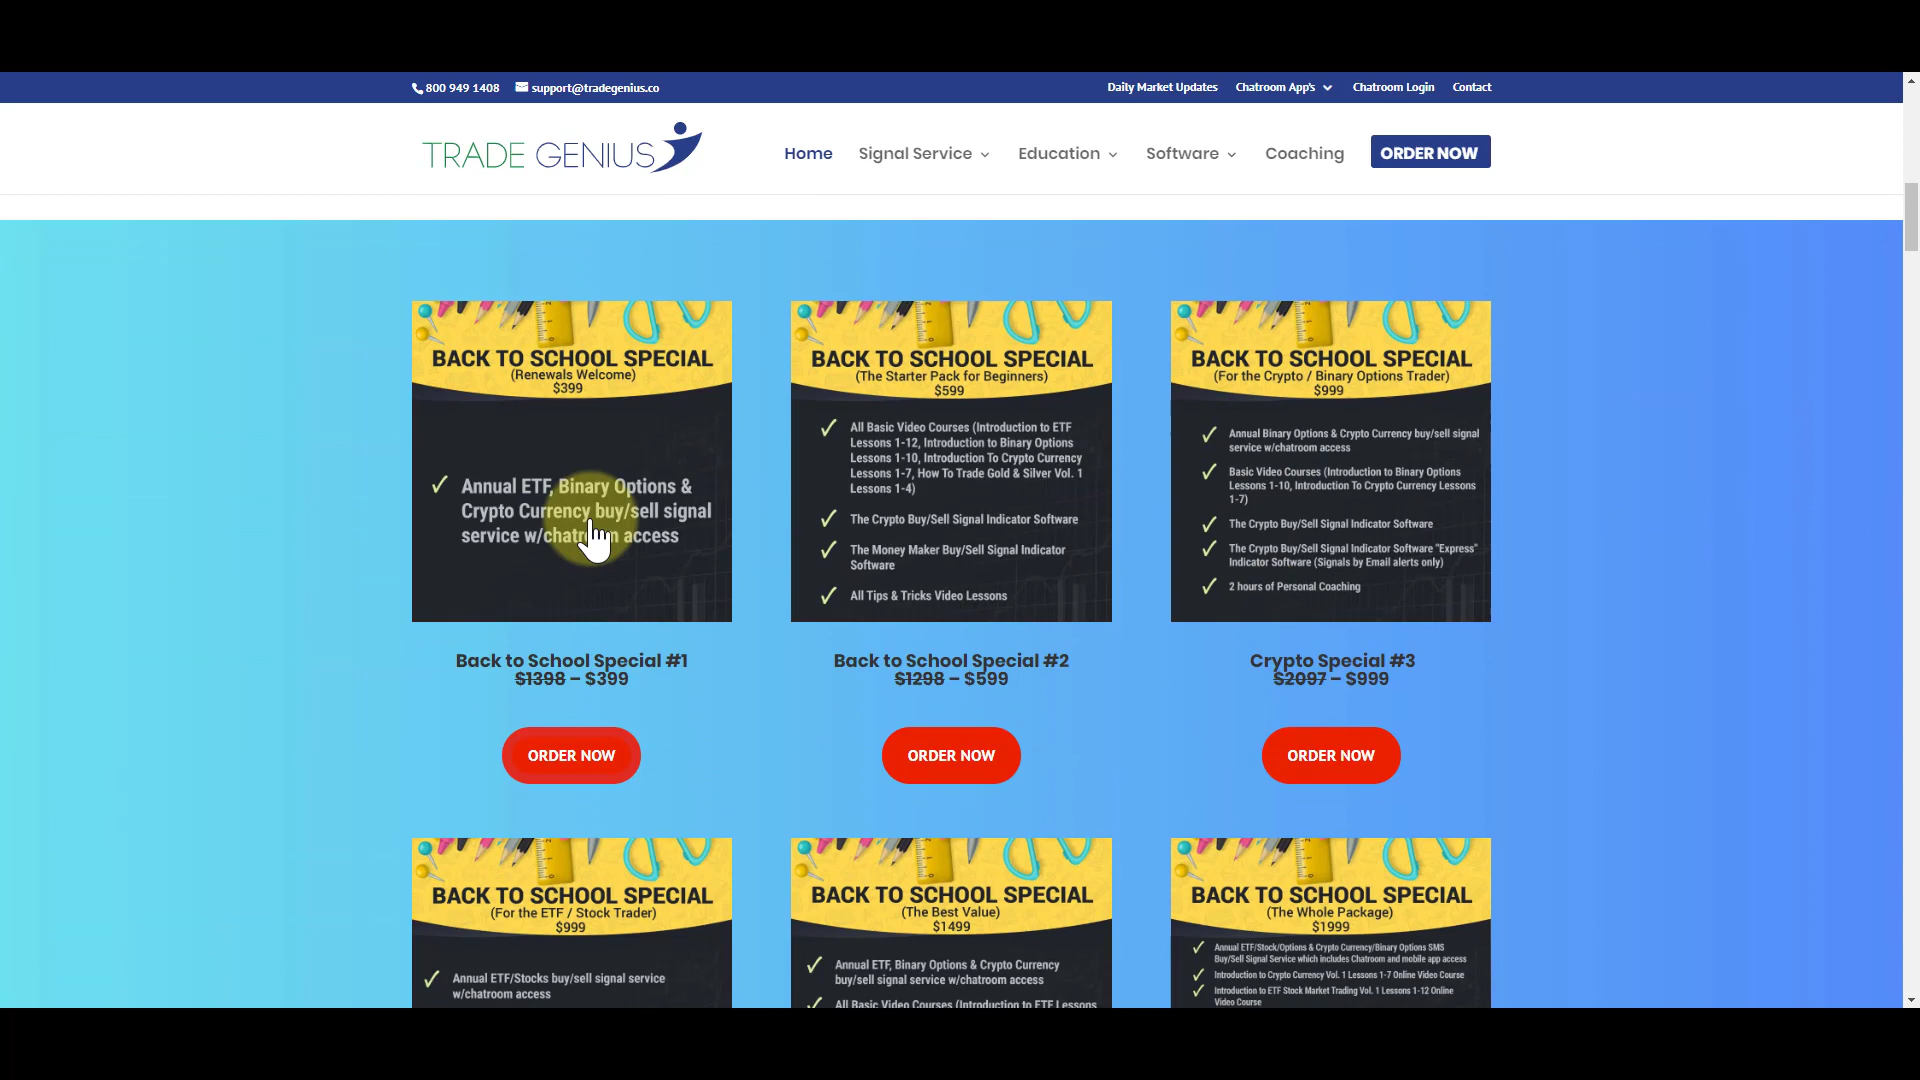 800 949 1408
support@tradegenius.co
Daily Market Updates
Chatroom App's
Chatroom Login
Contact
TRADE GENIUS
Home
Signal Service
Education
Software
Coaching
ORDER NOW
BACK TO SCHOOL SPECIAL
(Renewals Welcome)
$399
Annual ETF, Binary Options &
Crypto Currency buy/sell signal
service w/chatroom access
Back to School Special #1
$1398 – $399
ORDER NOW
BACK TO SCHOOL SPECIAL
(The Starter Pack for Beginners)
$599
All Basic Video Courses (Introduction to ETF
Lessons 1-12, Introduction to Binary Options
Lessons 1-10, Introduction To Crypto Currency
Lessons 1-7, How To Trade Gold & Silver Vol. 1
Lessons 1-4)
The Crypto Buy/Sell Signal Indicator Software
The Money Maker Buy/Sell Signal Indicator
Software
All Tips & Tricks Video Lessons
Back to School Special #2
$1298 – $599
ORDER NOW
BACK TO SCHOOL SPECIAL
(For the Crypto / Binary Options Trader)
$999
Annual Binary Options & Crypto Currency buy/sell signal
service w/chatroom access
Basic Video Courses (Introduction to Binary Options
Lessons 1-10, Introduction To Crypto Currency Lessons
1-7)
The Crypto Buy/Sell Signal Indicator Software
The Crypto Buy/Sell Signal Indicator Software "Express"
Indicator Software (Signals by Email alerts only)
2 hours of Personal Coaching
Crypto Special #3
$2097 – $999
ORDER NOW
BACK TO SCHOOL SPECIAL
(For the ETF / Stock Trader)
$999
Annual ETF/Stocks buy/sell signal service
w/chatroom access
BACK TO SCHOOL SPECIAL
(The Best Value)
$1499
Annual ETF, Binary Options & Crypto Currency
buy/sell signal service w/chatroom access
All Basic Video Courses (Introduction to ETF Lessons
BACK TO SCHOOL SPECIAL
(The Whole Package)
$1999
Annual ETF/Stock/Options & Crypto Currency/Binary Options SMS
Buy/Sell Signal Service which includes Chatroom and mobile app access
Introduction to Crypto Currency Vol. 1 Lessons 1-7 Online Video Course
Introduction to ETF Stock Market Trading Vol. 1 Lessons 1-12 Online
Video Course